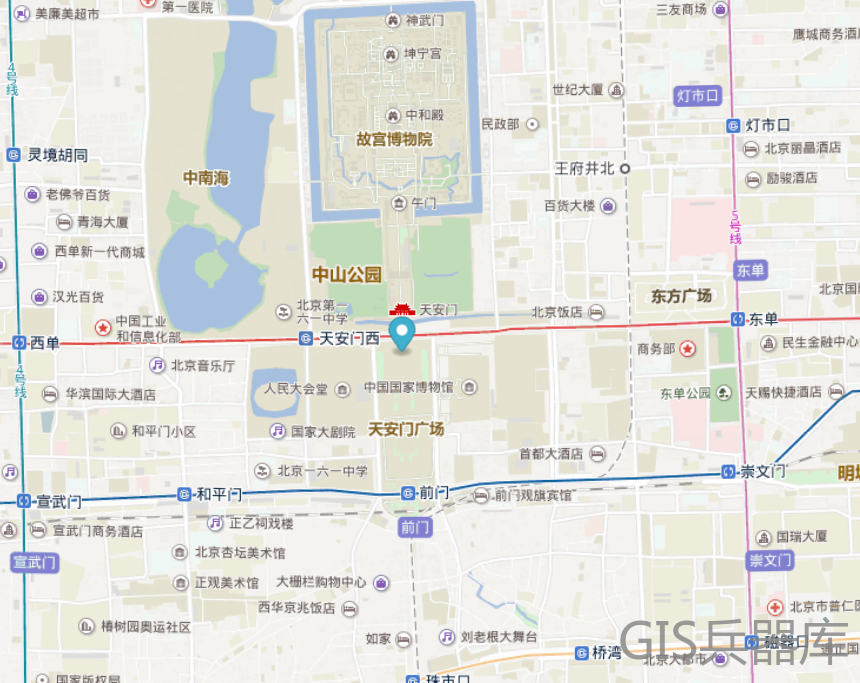 美廉美超市
第一医院
神武门
三友商场
鹰城商务酒店
坤宁宫
4号线
世纪大厦
灯市口
中和殿
民政部
灯市口
故宫博物院
北京丽晶酒店
灵境胡同
王府井北
中南海
励骏酒店
老佛爷百货
午门
百货大楼
青海大厦
5号线
西单新一代商城
中山公园
东单
汉光百货
东方广场
北京国
北京第一
六一中学
天安门
北京饭店
中国工业
和信息化部
东单
西单
天安门西
商务部
民生金融中心
北京音乐厅
4号线
华滨国际大酒店
人民大会堂
中国国家博物馆
东单公园
天赐快捷酒店
和平门小区
国家大剧院
天安门广场
首都大酒店
北京一六一中学
崇文门
明城
宣武门
和平门
前门
前门观旗宾馆
宣武门商务酒店
正乙祠戏楼
前门
国瑞大厦
宣武门
北京杏坛美术馆
崇文门
正观美术馆
大栅栏购物中心
西华京兆饭店
北京市普仁医
椿树园奥运社区
如家
刘老根大舞台
GIS兵器库
磁器口
桥湾
北京大都市
国家版权局
珠市口